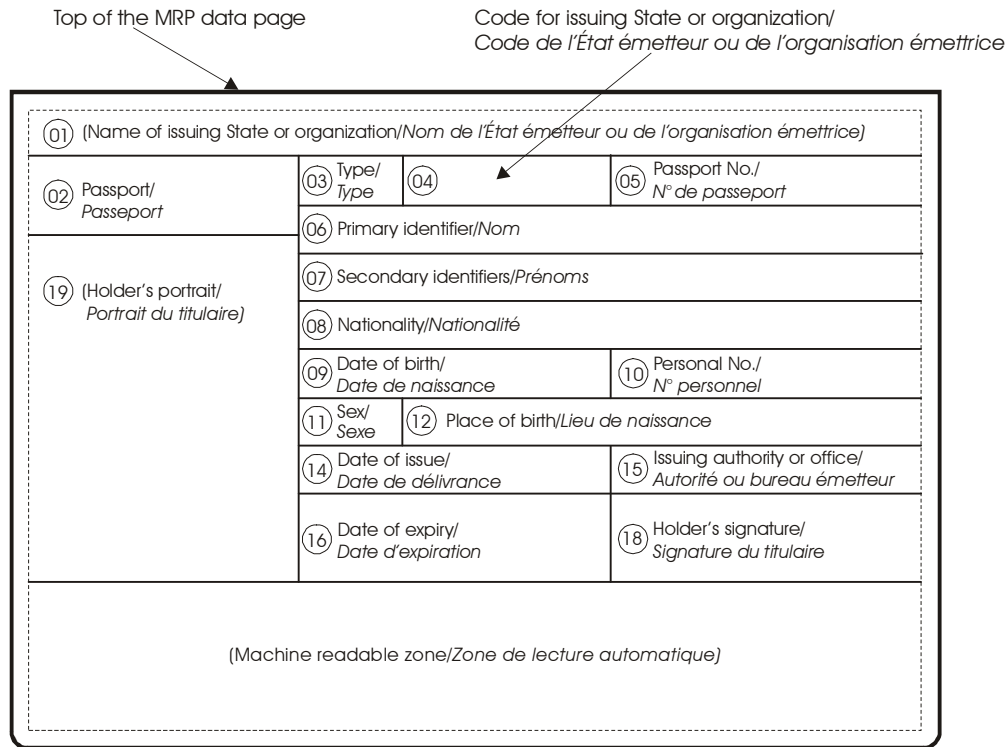 Top of the MRP data page
Code for issuing State or organization/
Code de l'État émetteur ou de l'organisation émettrice
01 (Name of issuing State or organization/Nom de l'État émetteur ou de l'organisation émettrice)
02 Passport/
Passeport
03 Type/
Type
04
05 Passport No./
N° de passeport
06 Primary identifier/Nom
07 Secondary identifiers/Prénoms
19 (Holder's portrait/
Portrait du titulaire)
08 Nationality/Nationalité
09 Date of birth/
Date de naissance
10 Personal No./
N° personnel
11 Sex/
Sexe
12 Place of birth/Lieu de naissance
14 Date of issue/
Date de délivrance
15 Issuing authority or office/
Autorité ou bureau émetteur
16 Date of expiry/
Date d'expiration
18 Holder's signature/
Signature du titulaire
(Machine readable zone/Zone de lecture automatique)